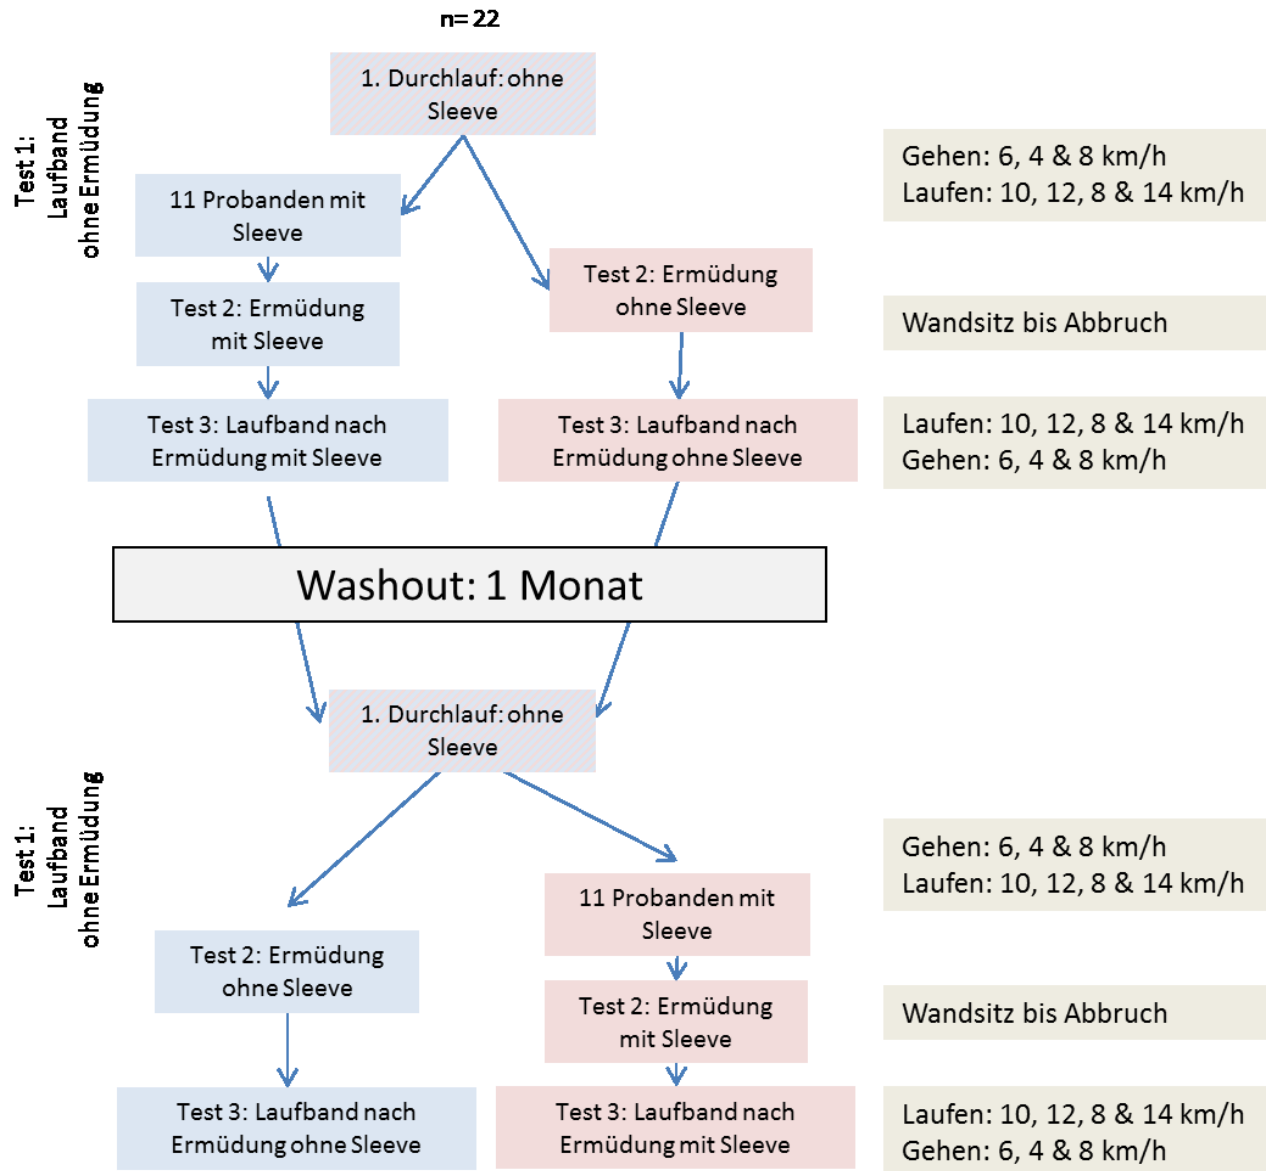 n= 22
1. Durchlauf: ohne
Sleeve
Test 1:
Laufband
ohne Ermüdung
Gehen: 6, 4 & 8 km/h
Laufen: 10, 12, 8 & 14 km/h
11 Probanden mit
Sleeve
Test 2: Ermüdung
ohne Sleeve
Test 2: Ermüdung
mit Sleeve
Wandsitz bis Abbruch
Test 3: Laufband nach
Ermüdung mit Sleeve
Test 3: Laufband nach
Ermüdung ohne Sleeve
Laufen: 10, 12, 8 & 14 km/h
Gehen: 6, 4 & 8 km/h
Washout: 1 Monat
1. Durchlauf: ohne
Sleeve
Test 1:
Laufband
ohne Ermüdung
Gehen: 6, 4 & 8 km/h
Laufen: 10, 12, 8 & 14 km/h
11 Probanden mit
Sleeve
Test 2: Ermüdung
ohne Sleeve
Test 2: Ermüdung
mit Sleeve
Wandsitz bis Abbruch
Test 3: Laufband nach
Ermüdung ohne Sleeve
Test 3: Laufband nach
Ermüdung mit Sleeve
Laufen: 10, 12, 8 & 14 km/h
Gehen: 6, 4 & 8 km/h